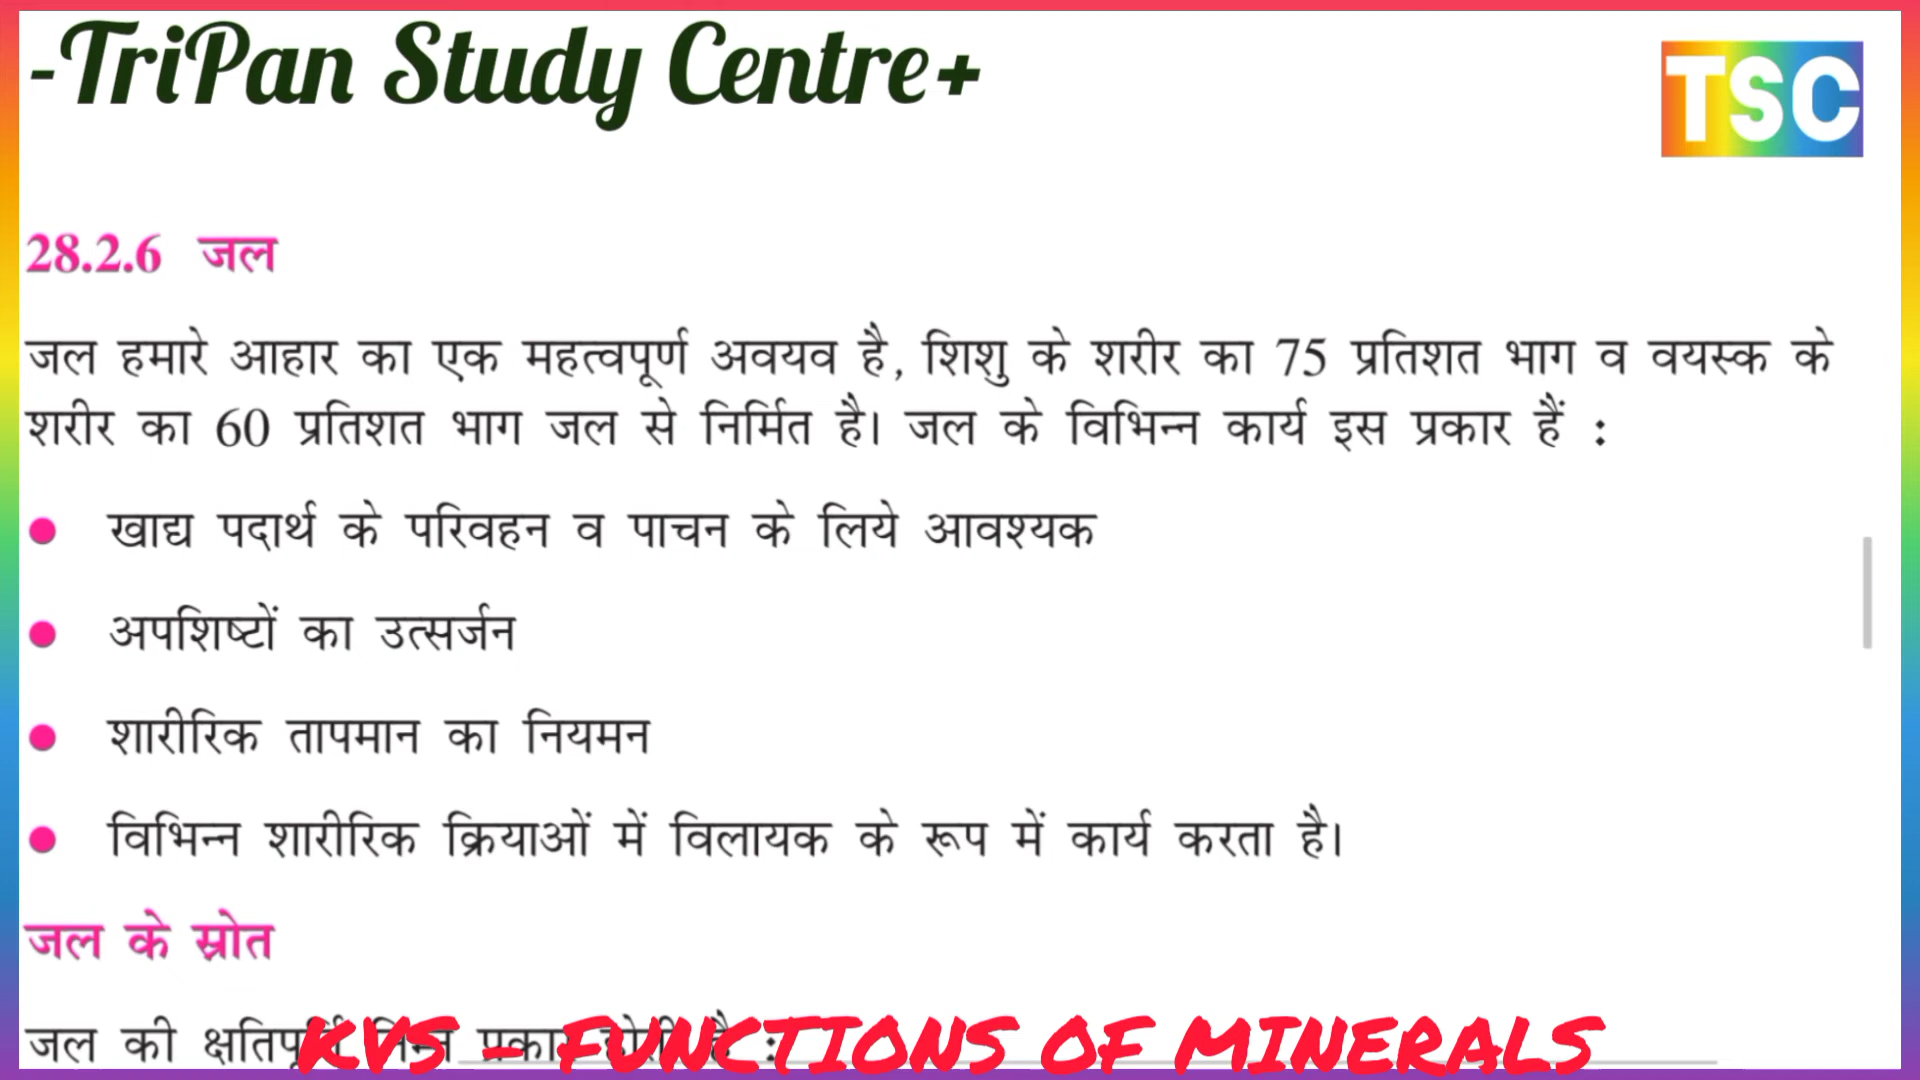 -TriPan Study Centre+
TSC
28.2.6 जल
जल हमारे आहार का एक महत्वपूर्ण अवयव है, शिशु के शरीर का 75 प्रतिशत भाग व वयस्क के
शरीर का 60 प्रतिशत भाग जल से निर्मित है। जल के विभिन्न कार्य इस प्रकार हैं :
खाद्य पदार्थ के परिवहन व पाचन के लिये आवश्यक
अपशिष्टों का उत्सर्जन
शारीरिक तापमान का नियमन
विभिन्न शारीरिक क्रियाओं में विलायक के रूप में कार्य करता है।
जल के स्रोत
जल की क्षतिपूर्ति निम्न प्रकार होती है :
KVS - FUNCTIONS OF MINERALS